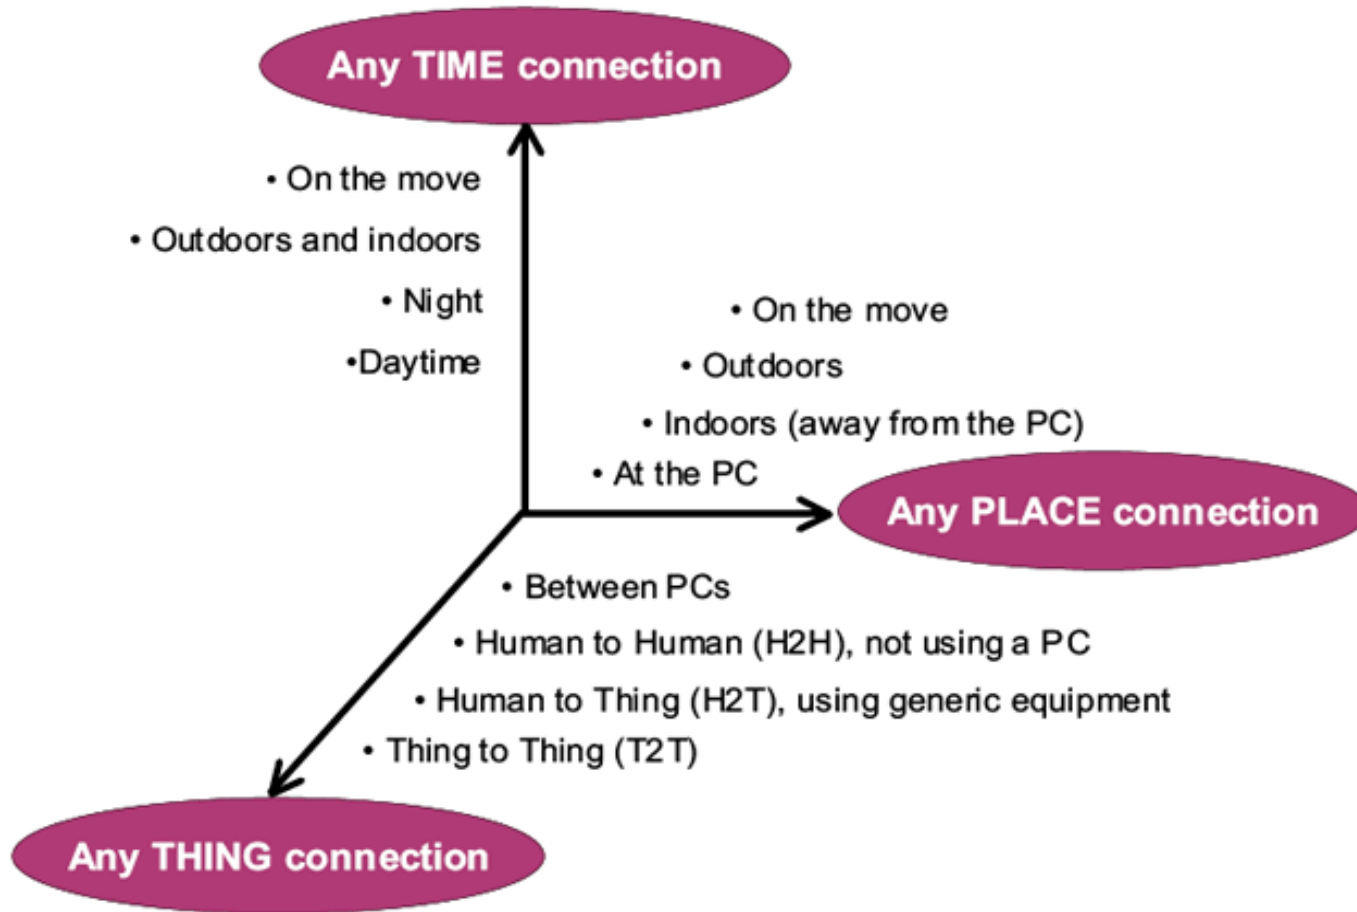 Any TIME connection
• On the move
• Outdoors and indoors
• Night
•Daytime
• On the move
• Outdoors
• Indoors (away from the PC)
• At the PC
Any PLACE connection
• Between PCs
• Human to Human (H2H), not using a PC
• Human to Thing (H2T), using generic equipment
• Thing to Thing (T2T)
Any THING connection